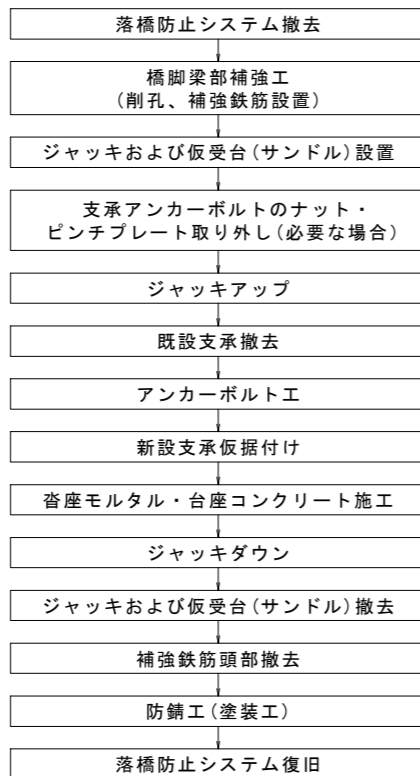 落橋防止システム撤去
橋脚梁部補強工
(削孔、補強鉄筋設置)
ジャッキおよび仮受台(サンドル)設置
支承アンカーボルトのナット・
ピンチプレート取り外し(必要な場合)
ジャッキアップ
既設支承撤去
アンカーボルト工
新設支承仮据付け
沓座モルタル・台座コンクリート施工
ジャッキダウン
ジャッキおよび仮受台(サンドル)撤去
補強鉄筋頭部撤去
防錆工(塗装工)
落橋防止システム復旧